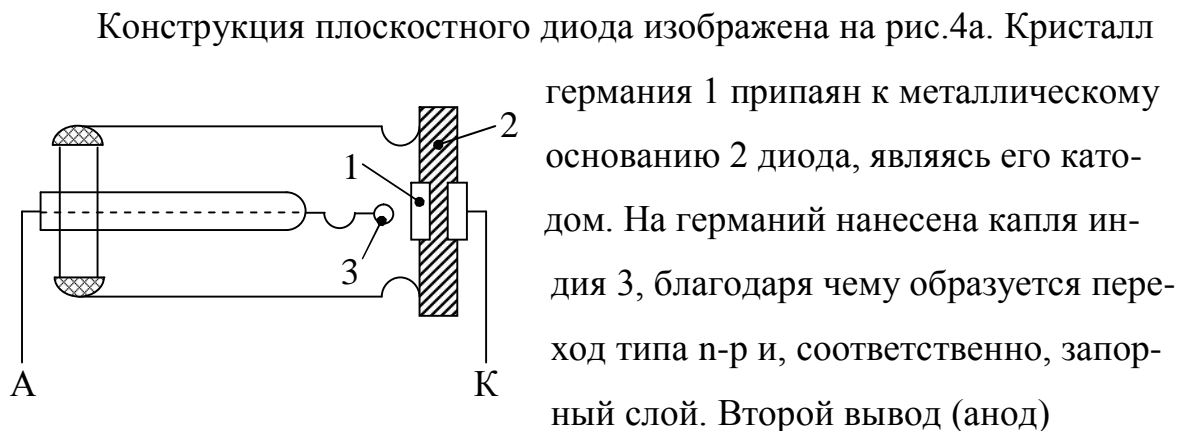 Конструкция плоскостного диода изображена на рис.4а. Кристалл
германия 1 припаян к металлическому
основанию 2 диода, являясь его като-
дом. На германий нанесена капля ин-
дия 3, благодаря чему образуется пере-
ход типа n-p и, соответственно, запор-
ный слой. Второй вывод (анод)
2
1
3
А
К